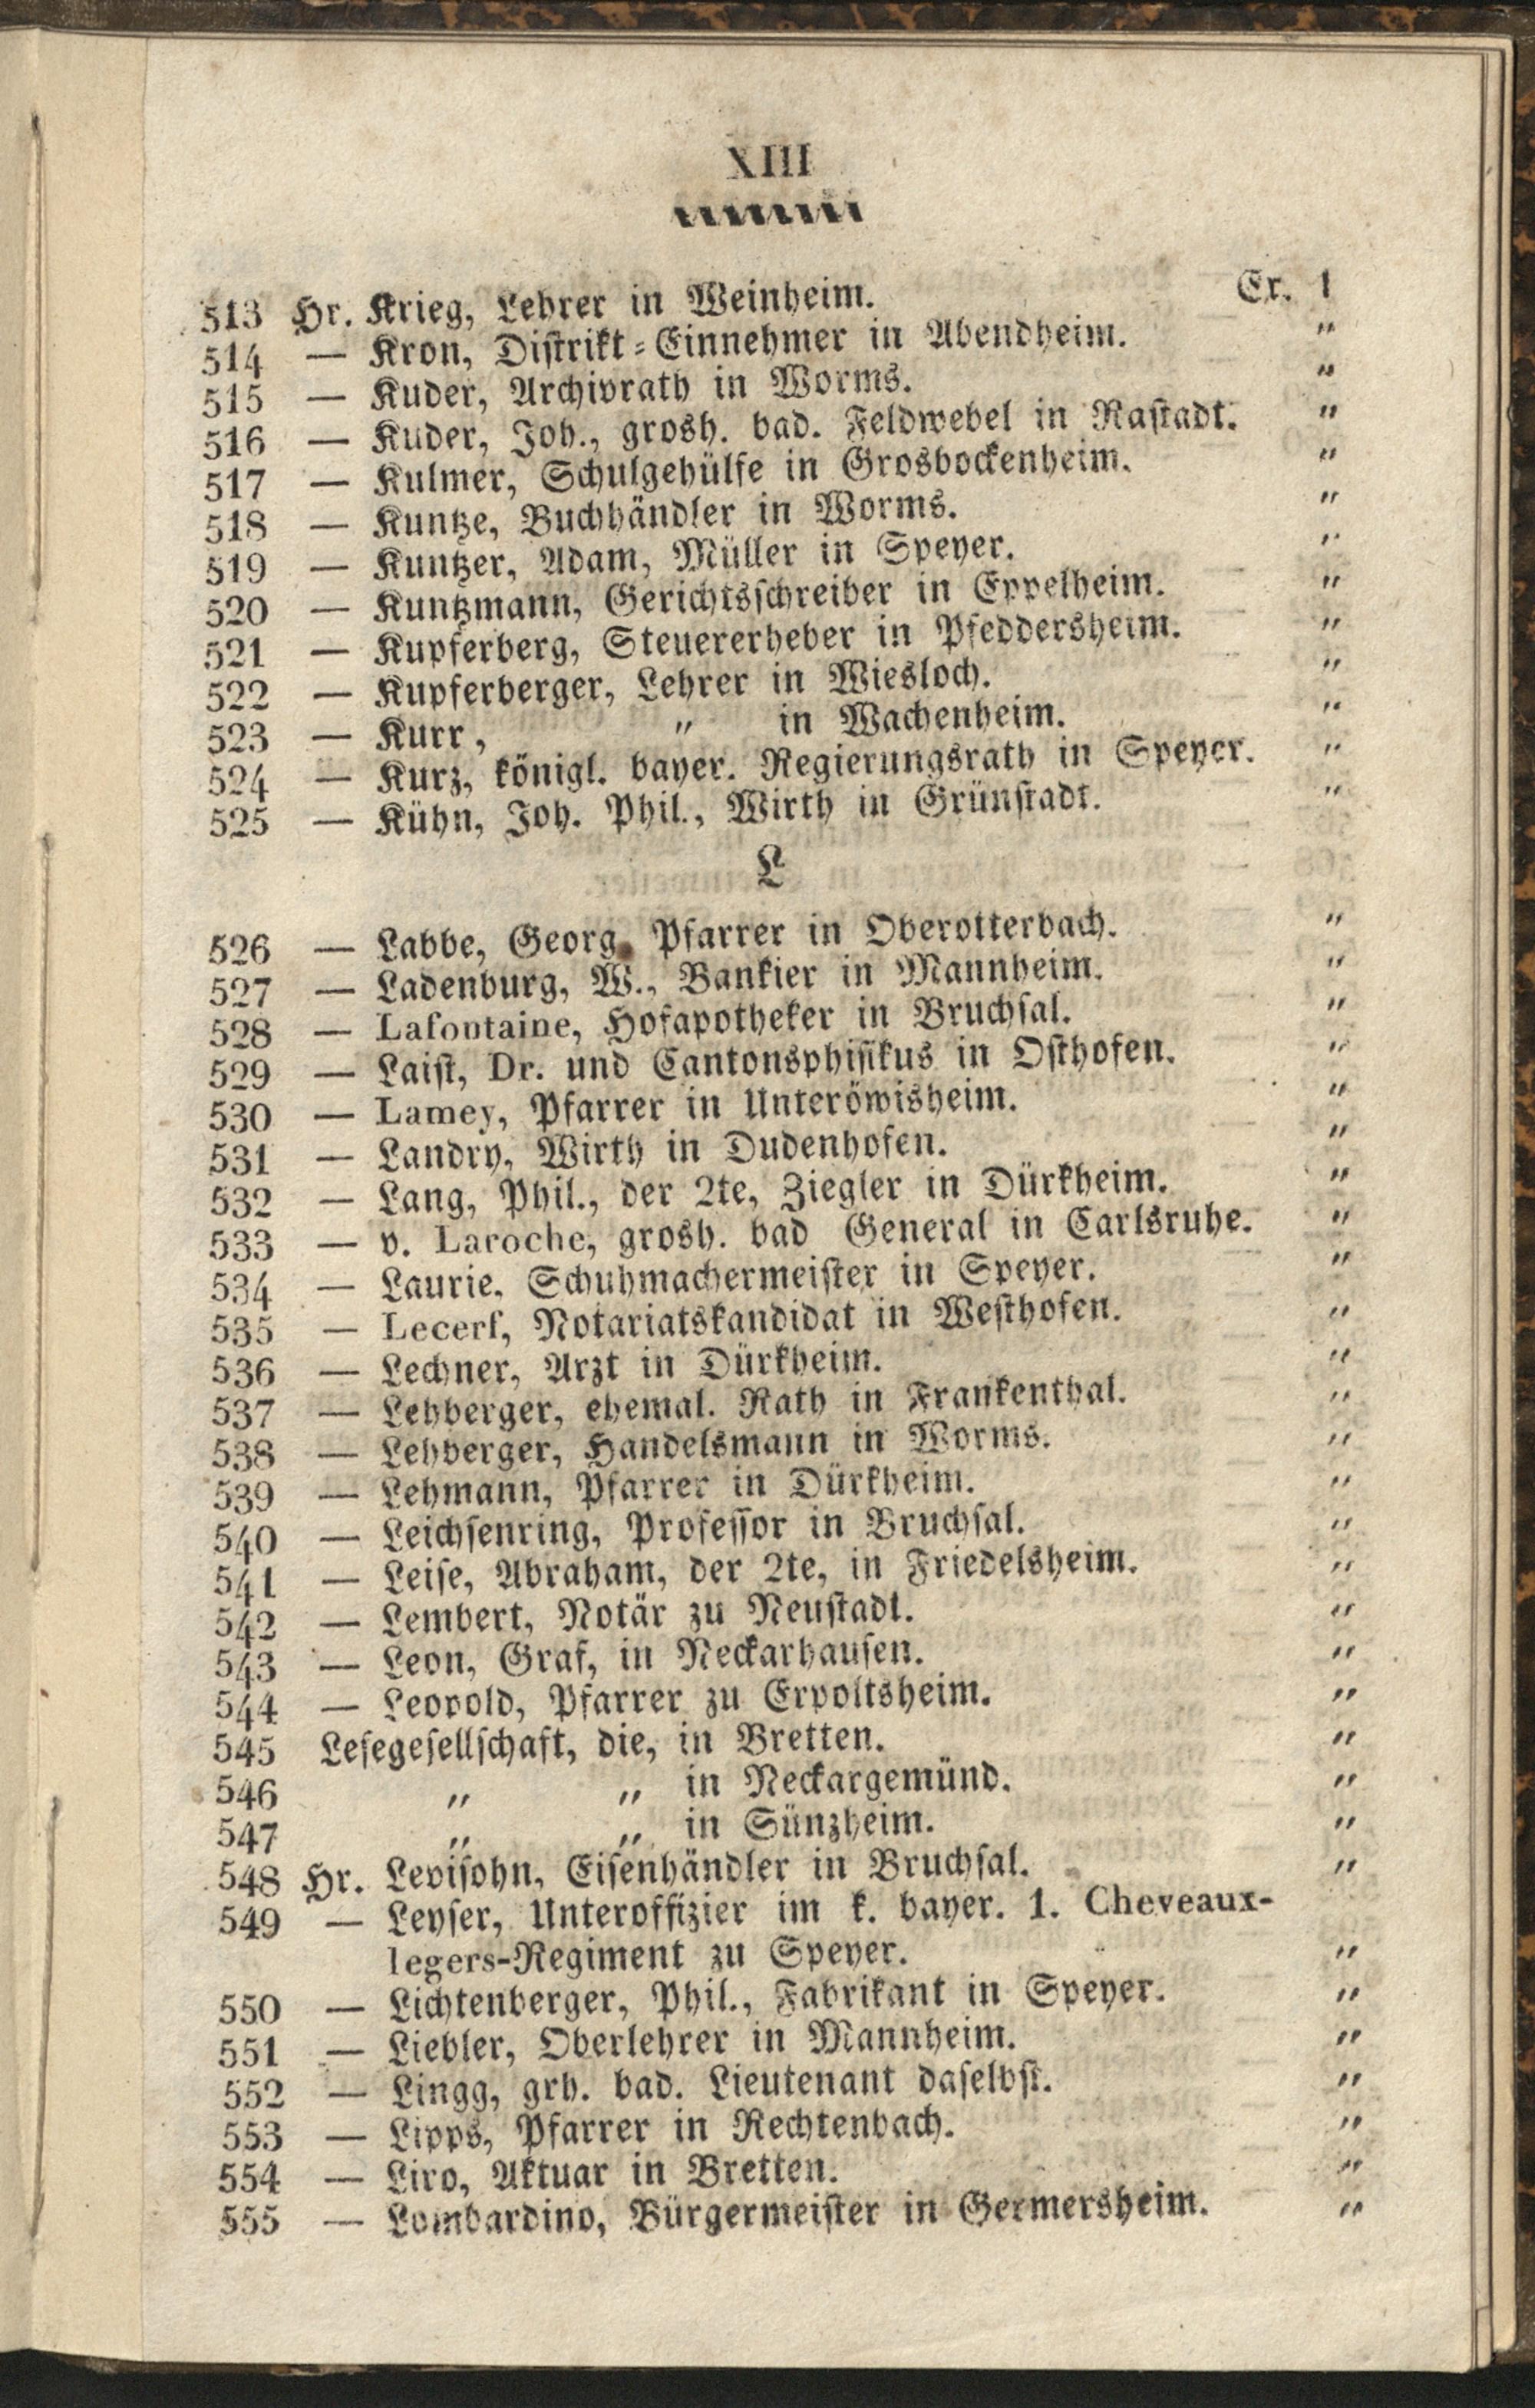 XIII
513 Hr. Krieg, Lehrer in Weinheim. Ex. 1
514 — Kron, Distrikt-Einnehmer in Abendheim. "
515 — Kuder, Archivrath in Worms. "
516 — Kuder, Joh., grosh. bad. Feldwebel in Rastadt. "
517 — Kulmer, Schulgehülfe in Grosbockenheim. "
518 — Kuntze, Buchhändler in Worms. "
519 — Kuntzer, Adam, Müller in Speyer. "
520 — Kuntzmann, Gerichtsschreiber in Eppelheim. "
521 — Kupferberg, Steuererheber in Pfeddersheim. "
522 — Kupferberger, Lehrer in Wiesloch. "
523 — Kurr, " in Wachenheim. "
524 — Kurz, königl. bayer. Regierungsrath in Speyer. "
525 — Kühn, Joh. Phil., Wirth in Grünstadt. "
L
526 — Labbe, Georg, Pfarrer in Oberotterbach. "
527 — Ladenburg, W., Bankier in Mannheim. "
528 — Lafontaine, Hofapotheker in Bruchsal. "
529 — Laist, Dr. und Cantonsphisikus in Osthofen. "
530 — Lamey, Pfarrer in Unteröwisheim. "
531 — Landry, Wirth in Dudenhofen. "
532 — Lang, Phil., der 2te, Ziegler in Dürkheim. "
533 — v. Laroche, grosh. bad General in Carlsruhe. "
534 — Laurie, Schuhmachermeister in Speyer. "
535 — Lecerf, Notariatskandidat in Westhofen. "
536 — Lechner, Arzt in Dürkheim. "
537 — Lehberger, ehemal. Rath in Frankenthal. "
538 — Lehberger, Handelsmann in Worms. "
539 — Lehmann, Pfarrer in Dürkheim. "
540 — Leichsenring, Professor in Bruchsal. "
541 — Leise, Abraham, der 2te, in Friedelsheim. "
542 — Lembert, Notär zu Neustadt. "
543 — Leon, Graf, in Neckarhausen. "
544 — Leopold, Pfarrer zu Erpoltsheim. "
545 Lesegesellschaft, die, in Bretten. "
546 " " in Neckargemünd. "
547 " " in Sünzheim. "
548 Hr. Levisohn, Eisenhändler in Bruchsal. "
549 — Leyser, Unteroffizier im k. bayer. 1. Cheveaux-
legers-Regiment zu Speyer. "
550 — Lichtenberger, Phil., Fabrikant in Speyer. "
551 — Liebler, Oberlehrer in Mannheim. "
552 — Lingg, grh. bad. Lieutenant daselbst. "
553 — Lipps, Pfarrer in Rechtenbach. "
554 — Liro, Aktuar in Bretten. "
555 — Lombardino, Bürgermeister in Germersheim. "